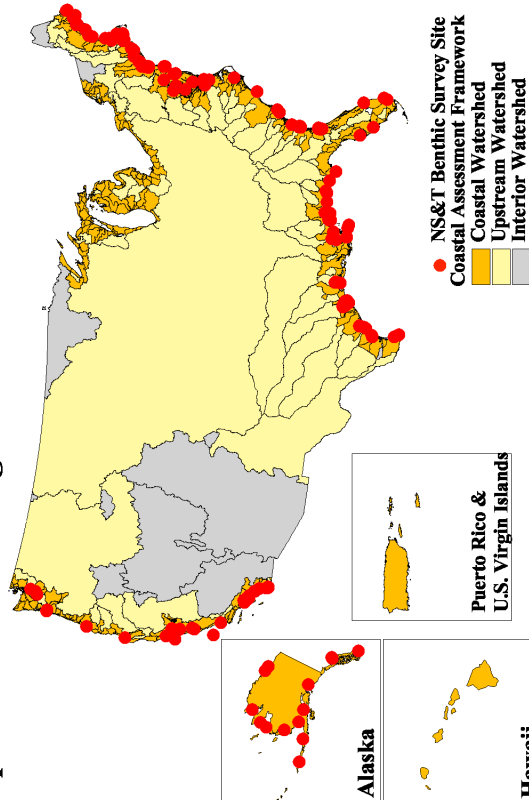 NS&T Benthic Survey Site
Coastal Assessment Framework
Coastal Watershed
Upstream Watershed
Interior Watershed
Puerto Rico &
U.S. Virgin Islands
Alaska